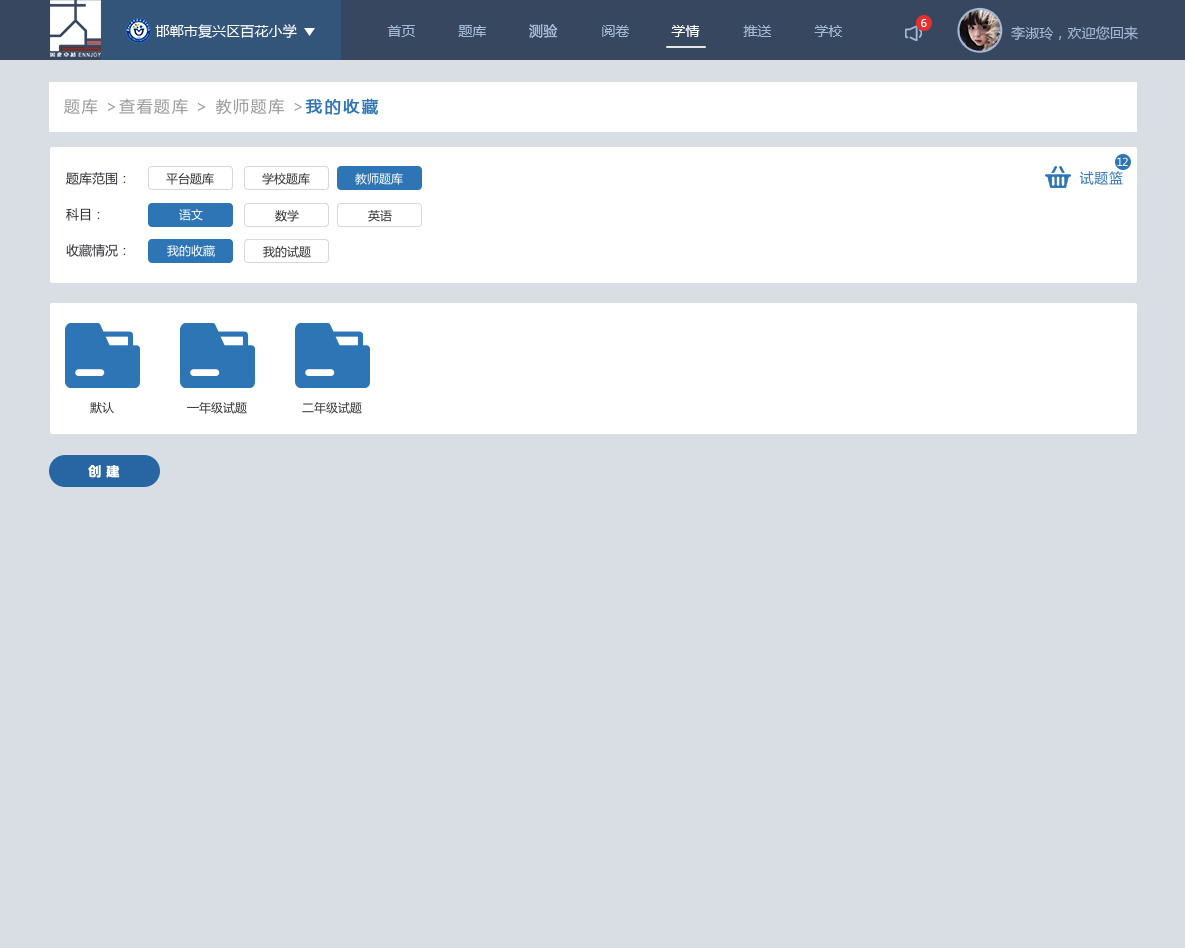 邯郸市复兴区百花小学 首页 题库 测验 阅卷 学情 推送 学校 6 李淑玲，欢迎您回来
ENNJOY
题库 >查看题库 > 教师题库 >我的收藏
题库范围： 平台题库 学校题库 教师题库 试题篮 12
科目： 语文 数学 英语
收藏情况： 我的收藏 我的试题
默认 一年级试题 二年级试题
创 建